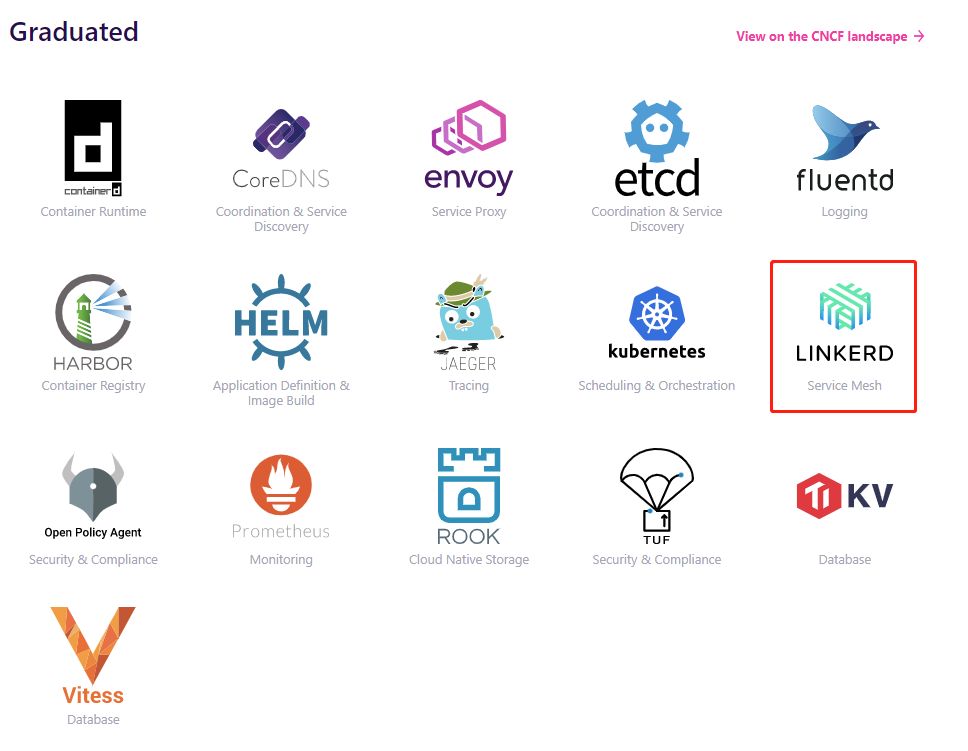 Graduated
View on the CNCF landscape →
containerd
Container Runtime
CoreDNS
Coordination & Service
Discovery
envoy
Service Proxy
etcd
Coordination & Service
Discovery
fluentd
Logging
HARBOR
Container Registry
HELM
Application Definition &
Image Build
JAEGER
Tracing
kubernetes
Scheduling & Orchestration
LINKERD
Service Mesh
Open Policy Agent
Security & Compliance
Prometheus
Monitoring
ROOK
Cloud Native Storage
TUF
Security & Compliance
Ti KV
Database
Vitess
Database